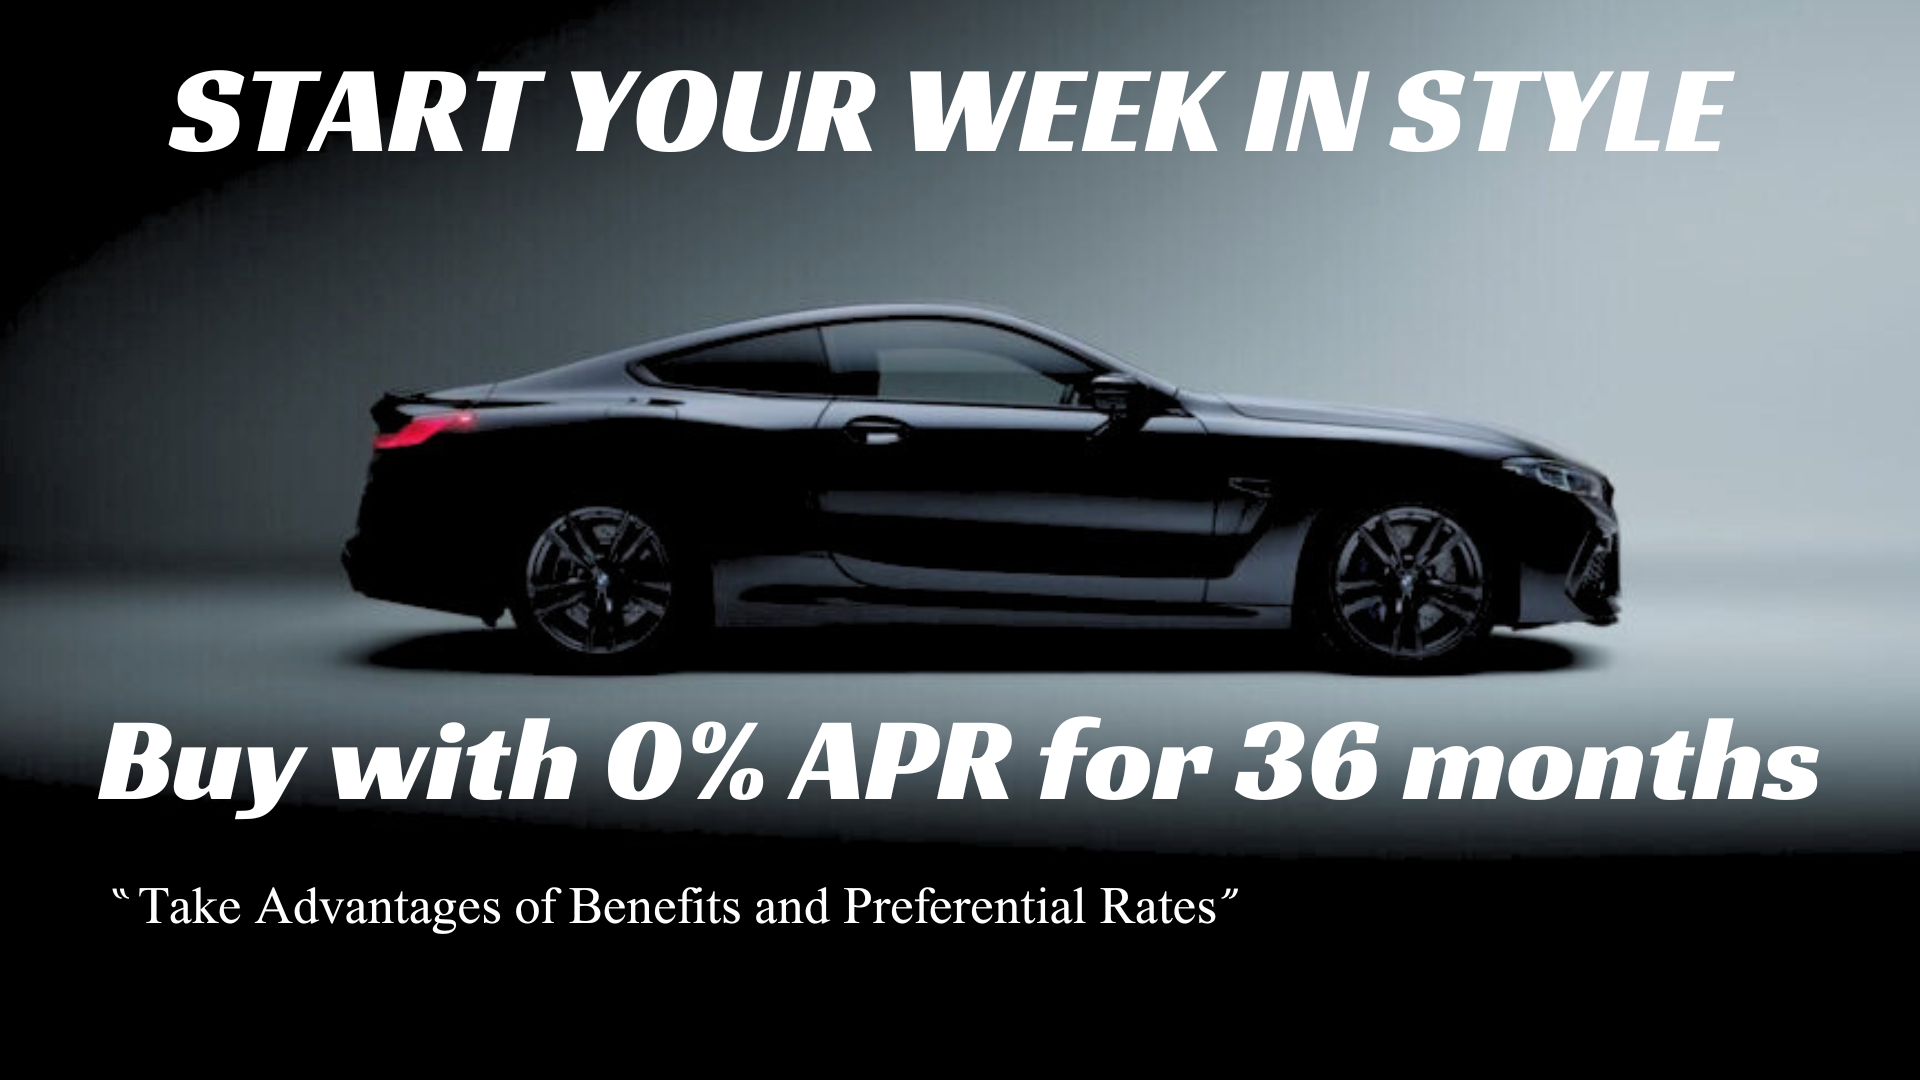 START YOUR WEEK IN STYLE
Buy with 0% APR for 36 months
“Take Advantages of Benefits and Preferential Rates”